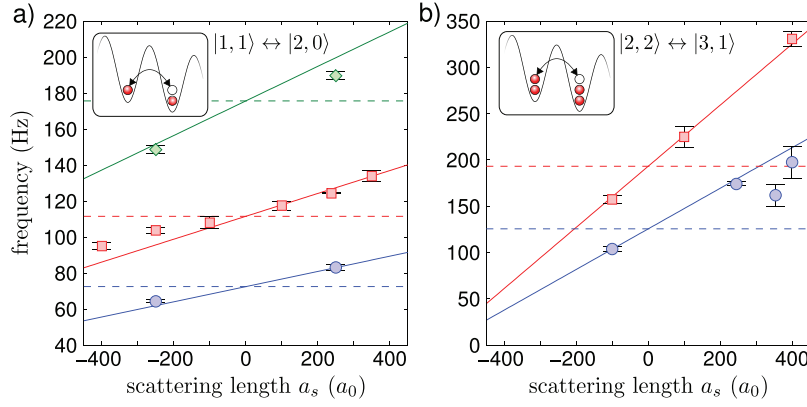 a)
|1,1⟩ ↔ |2,0⟩
220
200
180
160
140
120
100
80
60
40
frequency (Hz)
−400 −200 0 200 400
scattering length a_s (a_0)
b)
|2,2⟩ ↔ |3,1⟩
350
300
250
200
150
100
50
0
−400 −200 0 200 400
scattering length a_s (a_0)